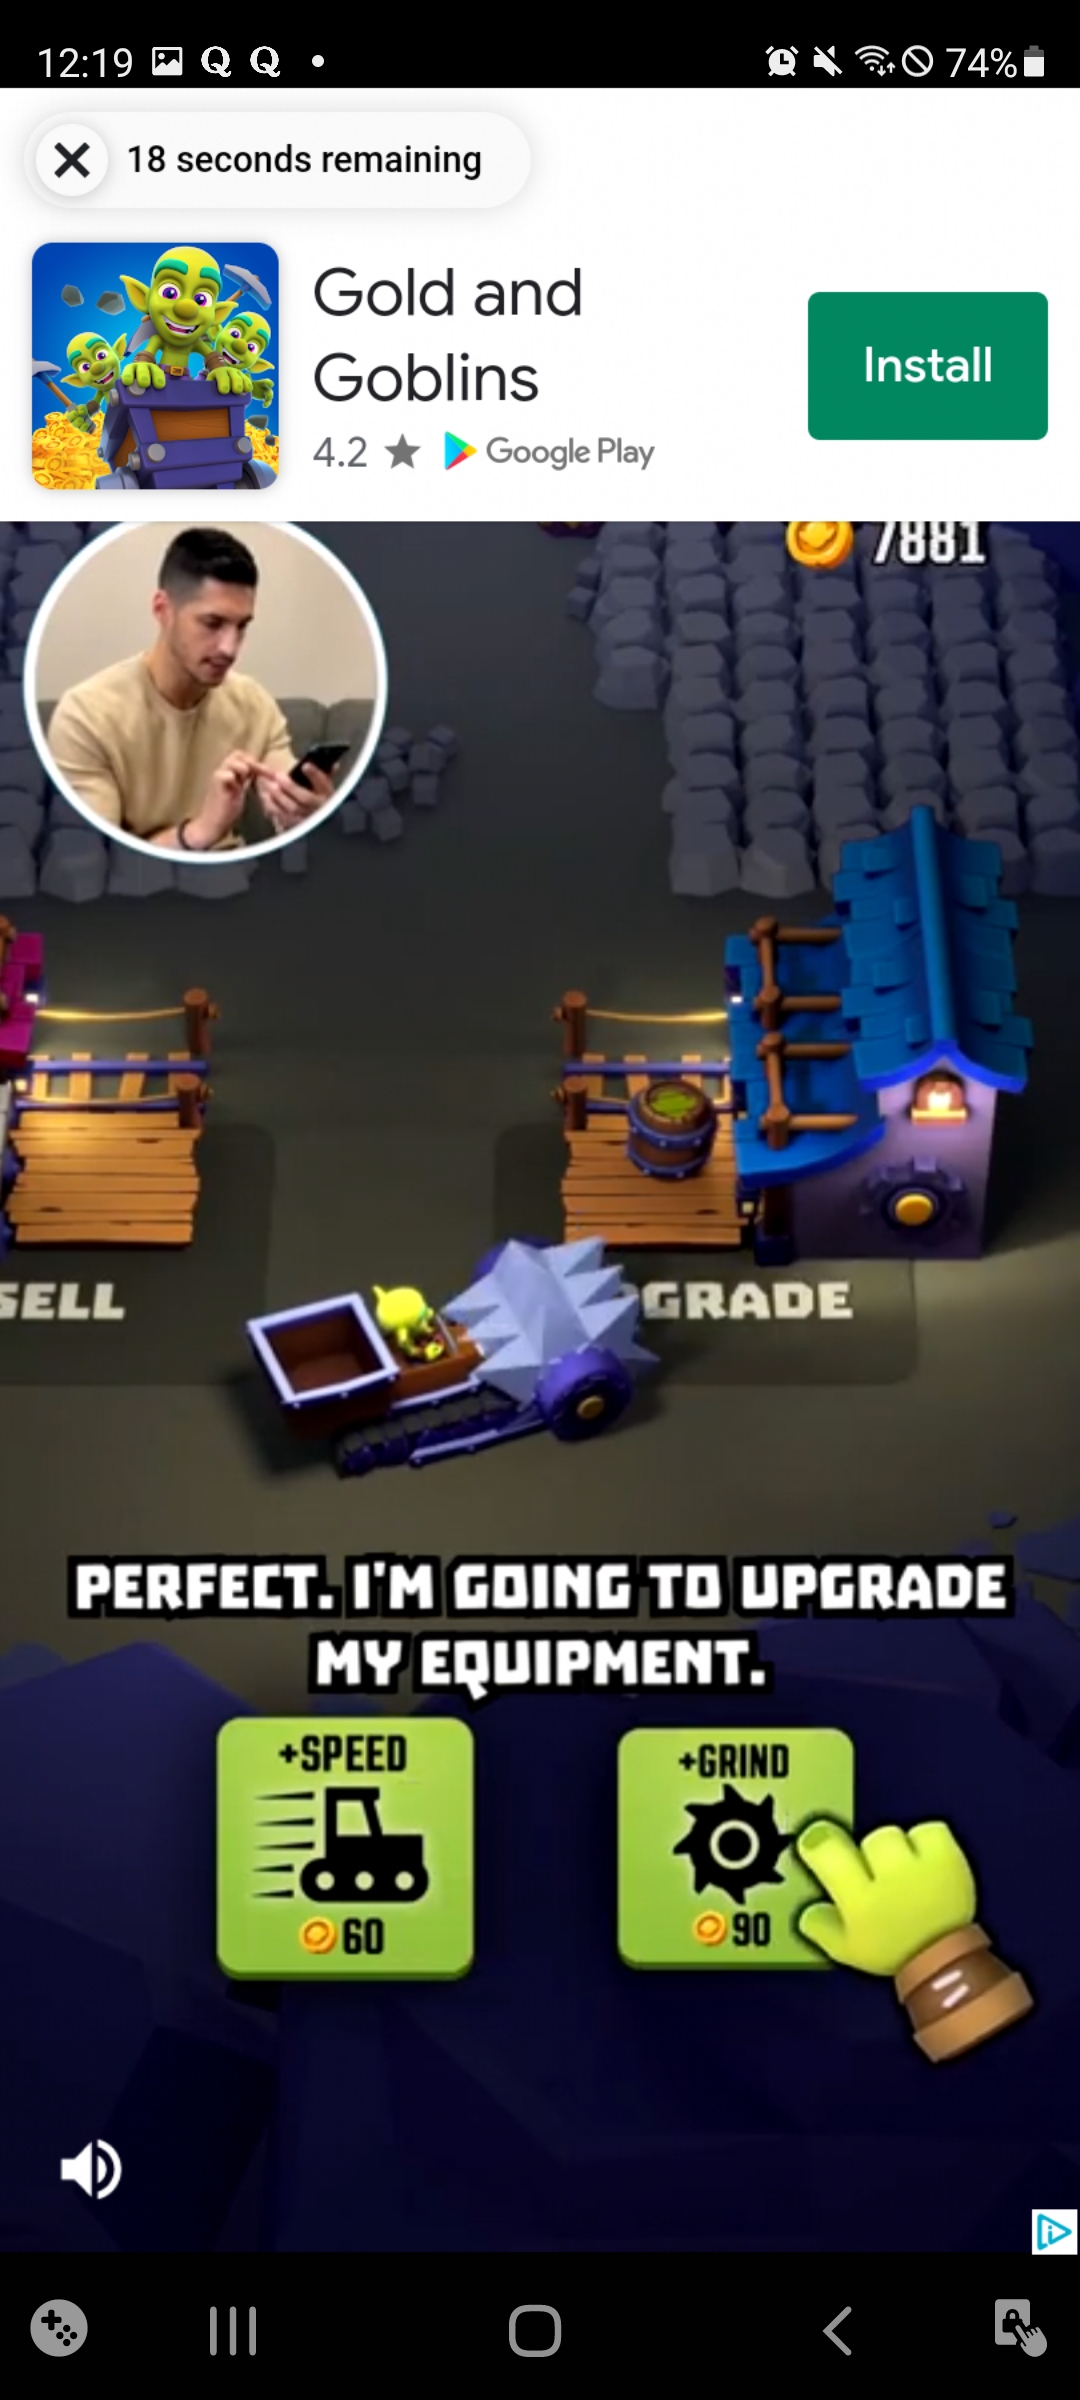 12:19
74%
18 seconds remaining
Gold and
Goblins
Install
4.2
Google Play
7881
SELL
GRADE
PERFECT. I'M GOING TO UPGRADE
MY EQUIPMENT.
+SPEED
60
+GRIND
90